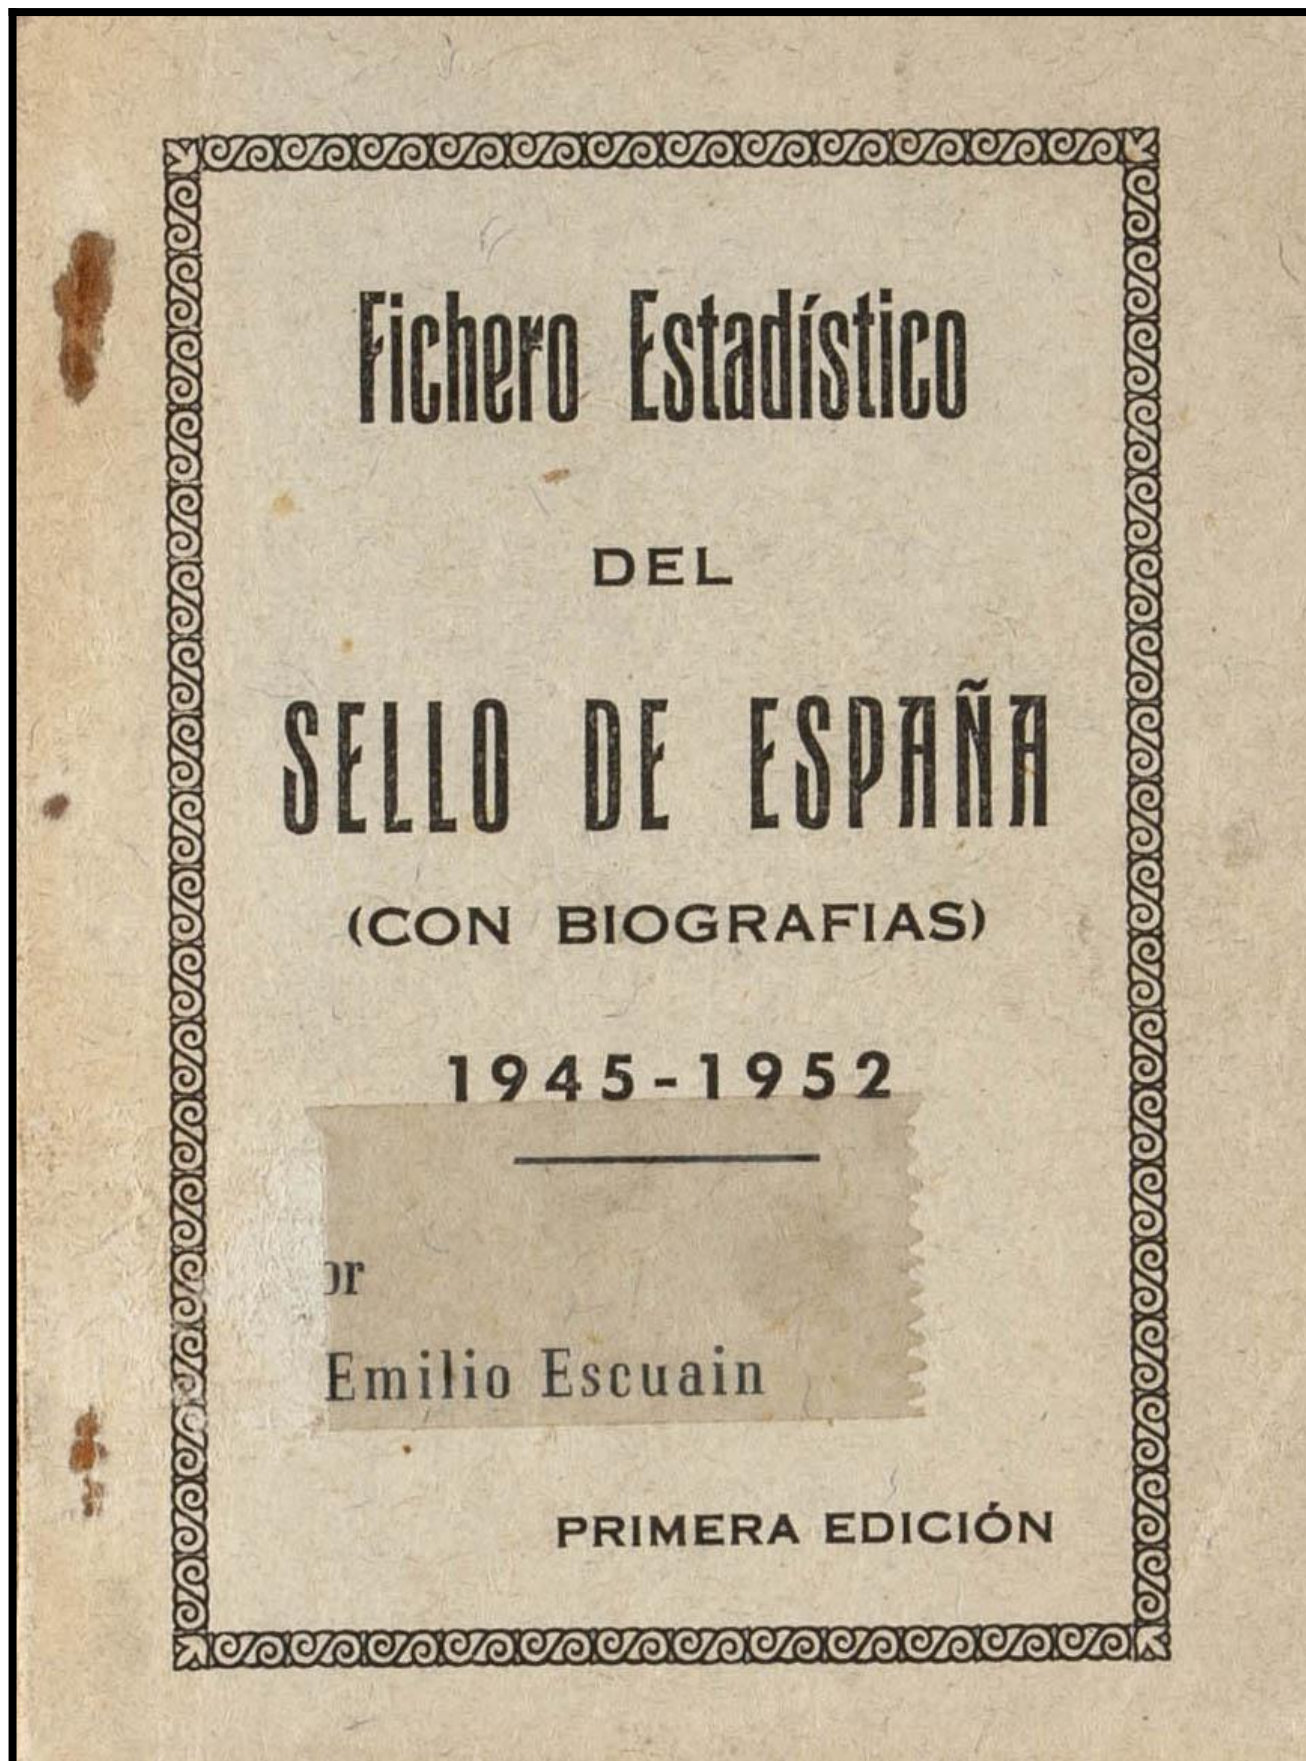 Fichero Estadístico
DEL
SELLO DE ESPAÑA
(CON BIOGRAFIAS)
1945-1952
Emilio Escuain
PRIMERA EDICIÓN